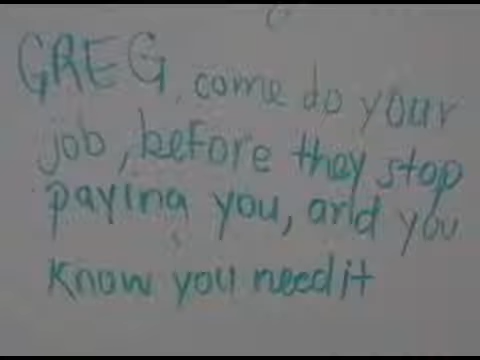 GREG, come do your
job, before they stop
paying you, and you
know you need it